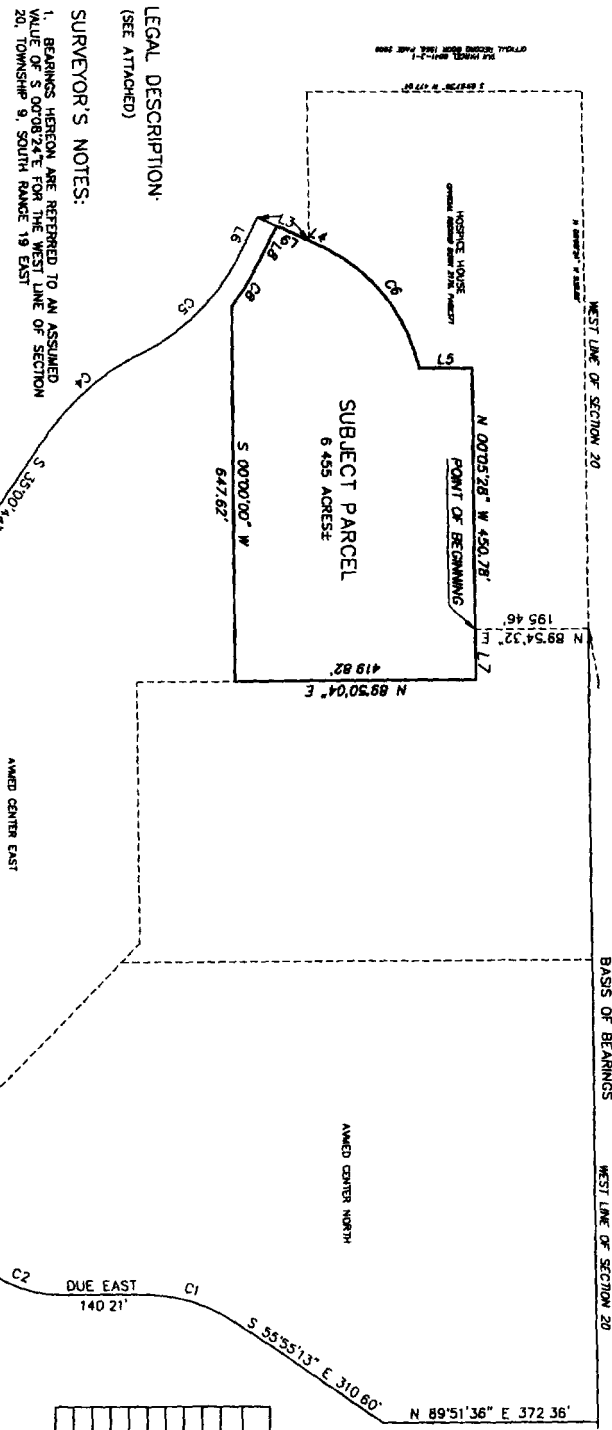 LEGAL DESCRIPTION·
(SEE ATTACHED)
SURVEYOR'S NOTES:
1. BEARINGS HEREON ARE REFERRED TO AN ASSUMED
VALUE OF S 00°08'24"E FOR THE WEST LINE OF SECTION
20, TOWNSHIP 9, SOUTH RANGE 19 EAST
WEST LINE OF SECTION 20
BASIS OF BEARINGS
WEST LINE OF SECTION 20
HOSPICE HOUSE
L3
L4
L9
L8
L6
C8
C5
C4
C6
L5
N 00°05'28" W 450.78'
POINT OF BEGINNING
N 89°54'32" E
195 46'
L7
SUBJECT PARCEL
6 455 ACRES±
S 00°00'00" W
647.62'
N 89°50'04" E
419 82'
AVMED CENTER EAST
AVMED CENTER NORTH
C2
DUE EAST
140 21'
C1
S 55°55'13" E 310 60'
N 89°51'36" E 372 36'